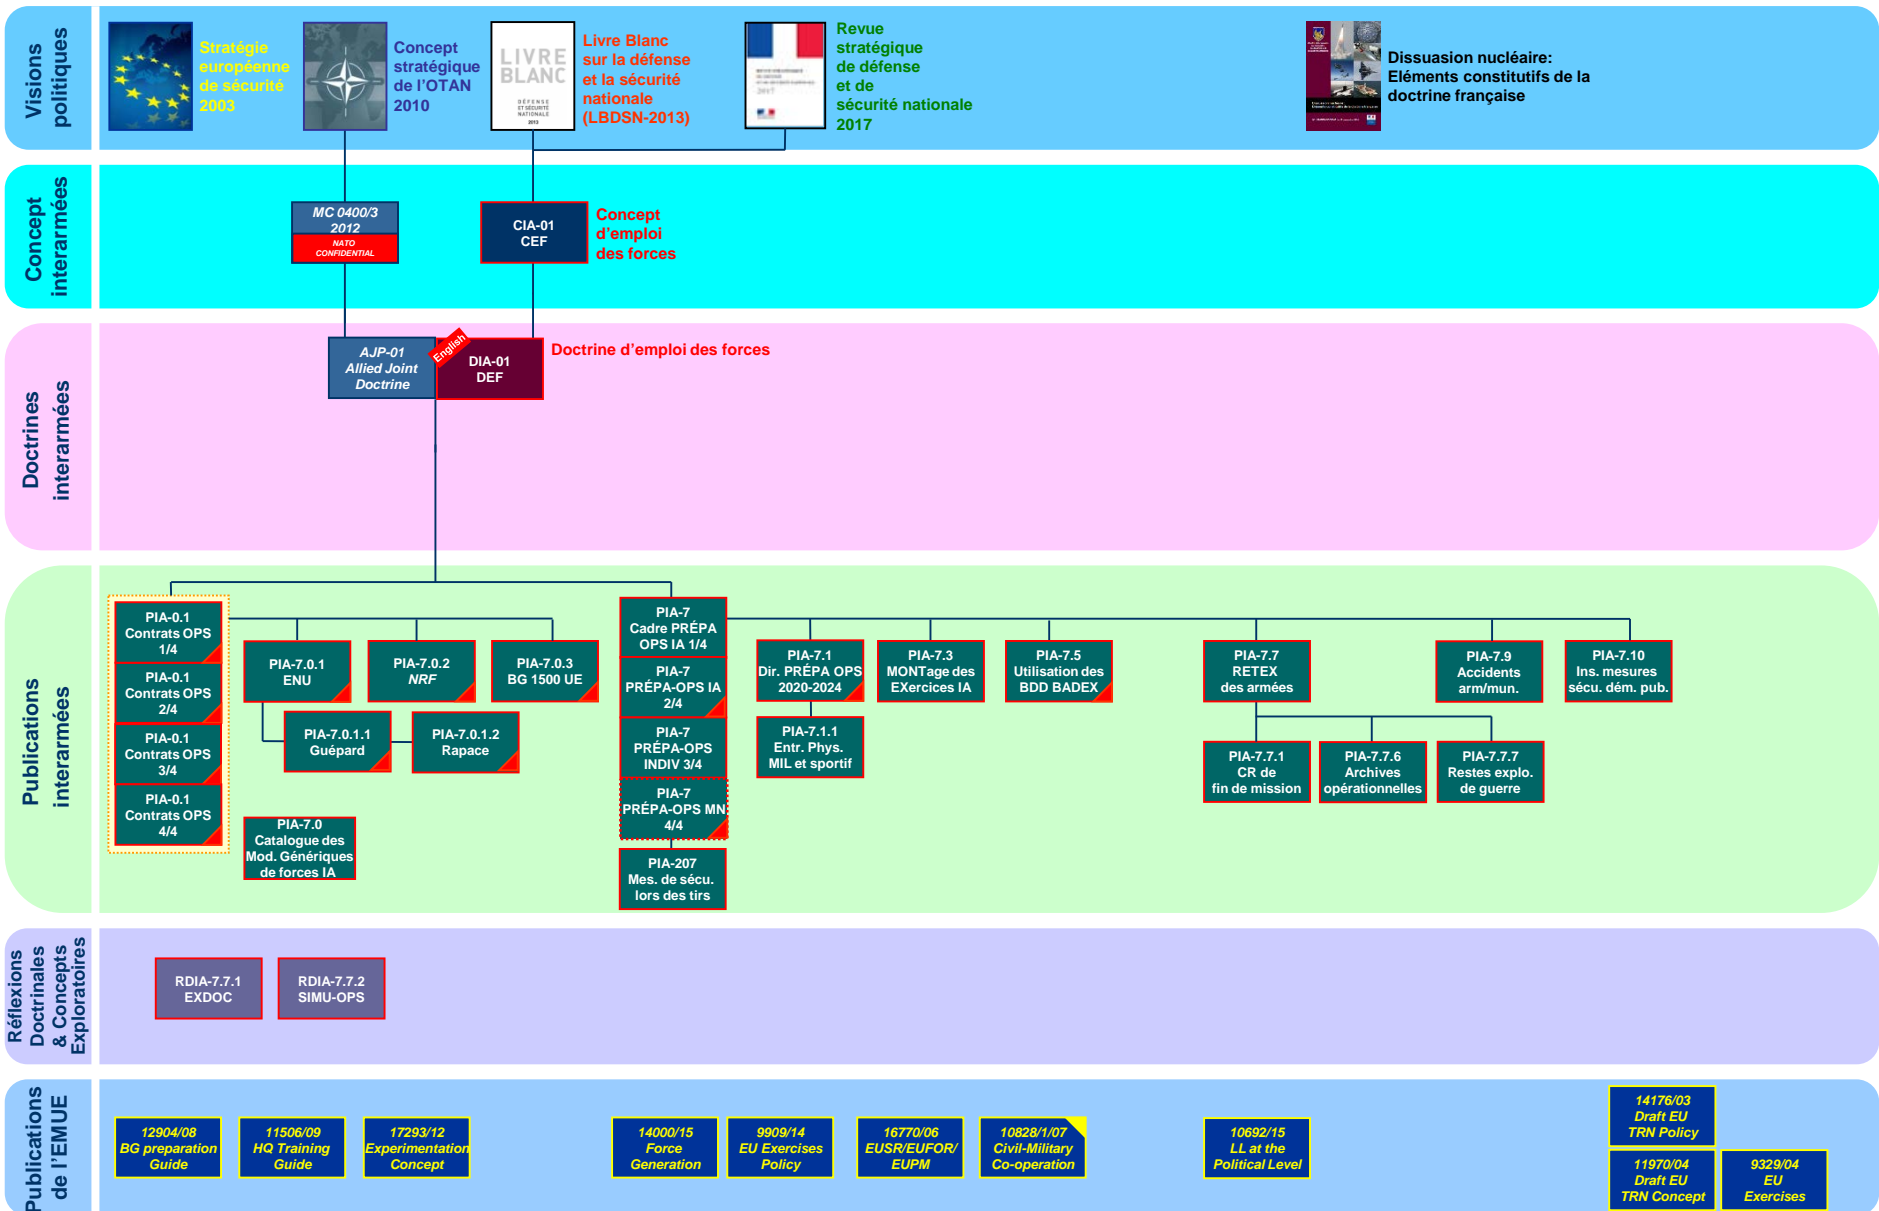 Visions
politiques
Stratégie
européenne
de sécurité
2003
Concept
stratégique
de l'OTAN
2010
LIVRE
BLANC
DÉFENSE
ET SÉCURITÉ
NATIONALE
2013
Livre Blanc
sur la défense
et la sécurité
nationale
(LBDSN-2013)
2017
Revue
stratégique
de défense
et de
sécurité nationale
2017
Dissuasion nucléaire:
Eléments constitutifs de la
doctrine française
Concept
interarmées
MC 0400/3
2012
NATO
CONFIDENTIAL
CIA-01
CEF
Concept
d'emploi
des forces
Doctrines
interarmées
AJP-01
Allied Joint
Doctrine
English
DIA-01
DEF
Doctrine d'emploi des forces
Publications
interarmées
PIA-0.1
Contrats OPS
1/4
PIA-0.1
Contrats OPS
2/4
PIA-0.1
Contrats OPS
3/4
PIA-0.1
Contrats OPS
4/4
PIA-7.0.1
ENU
PIA-7.0.2
NRF
PIA-7.0.3
BG 1500 UE
PIA-7.0.1.1
Guépard
PIA-7.0.1.2
Rapace
PIA-7.0
Catalogue des
Mod. Génériques
de forces IA
PIA-7
Cadre PRÉPA
OPS IA 1/4
PIA-7
PRÉPA-OPS IA
2/4
PIA-7
PRÉPA-OPS
INDIV 3/4
PIA-7
PRÉPA-OPS MN
4/4
PIA-207
Mes. de sécu.
lors des tirs
PIA-7.1
Dir. PRÉPA OPS
2020-2024
PIA-7.1.1
Entr. Phys.
MIL et sportif
PIA-7.3
MONTage des
EXercices IA
PIA-7.5
Utilisation des
BDD BADEX
PIA-7.7
RETEX
des armées
PIA-7.7.1
CR de
fin de mission
PIA-7.7.6
Archives
opérationnelles
PIA-7.7.7
Restes explo.
de guerre
PIA-7.9
Accidents
arm/mun.
PIA-7.10
Ins. mesures
sécu. dém. pub.
Réflexions
Doctrinales
& Concepts
Exploratoires
RDIA-7.7.1
EXDOC
RDIA-7.7.2
SIMU-OPS
Publications
de l'EMUE
12904/08
BG preparation
Guide
11506/09
HQ Training
Guide
17293/12
Experimentation
Concept
14000/15
Force
Generation
9909/14
EU Exercises
Policy
16770/06
EUSR/EUFOR/
EUPM
10828/1/07
Civil-Military
Co-operation
10692/15
LL at the
Political Level
14176/03
Draft EU
TRN Policy
11970/04
Draft EU
TRN Concept
9329/04
EU
Exercises